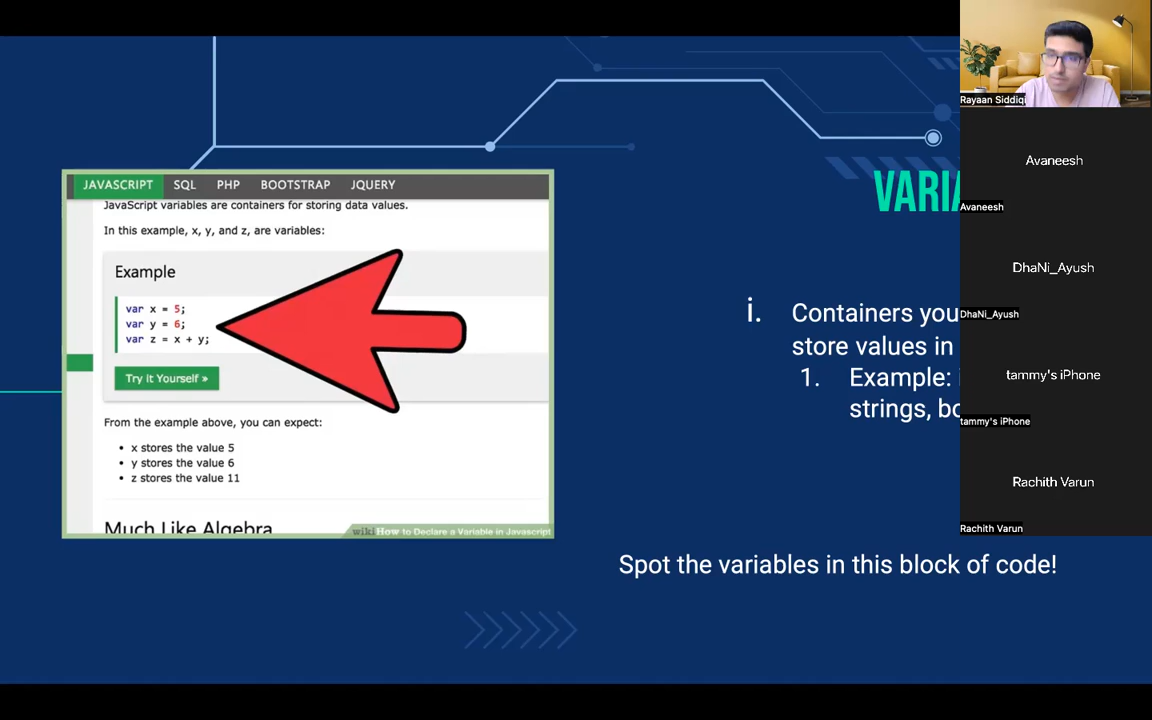 JAVASCRIPT SQL PHP BOOTSTRAP JQUERY
JavaScript variables are containers for storing data values.
In this example, x, y, and z, are variables:
Example
var x = 5;
var y = 6;
var z = x + y;
Try it Yourself »
From the example above, you can expect:
• x stores the value 5
• y stores the value 6
• z stores the value 11
Much Like Algebra
wikiHow to Declare a Variable in Javascript
VARIA
i. Containers you
store values in
1. Example:
strings, bo
Spot the variables in this block of code!
Rayaan Siddiqi
Avaneesh
Avaneesh
DhaNi_Ayush
DhaNi_Ayush
tammy's iPhone
tammy's iPhone
Rachith Varun
Rachith Varun